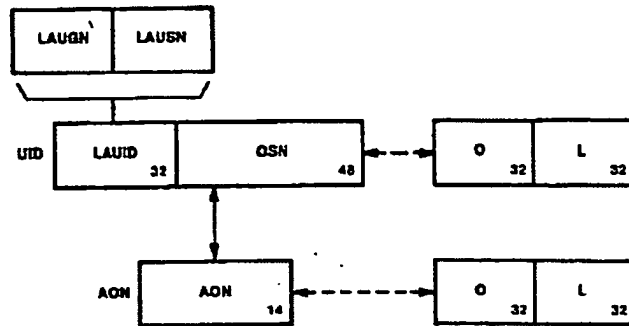 LAUGN LAUSN
UID LAUID 32 OSN 48 O 32 L 32
AON AON 14 O 32 L 32